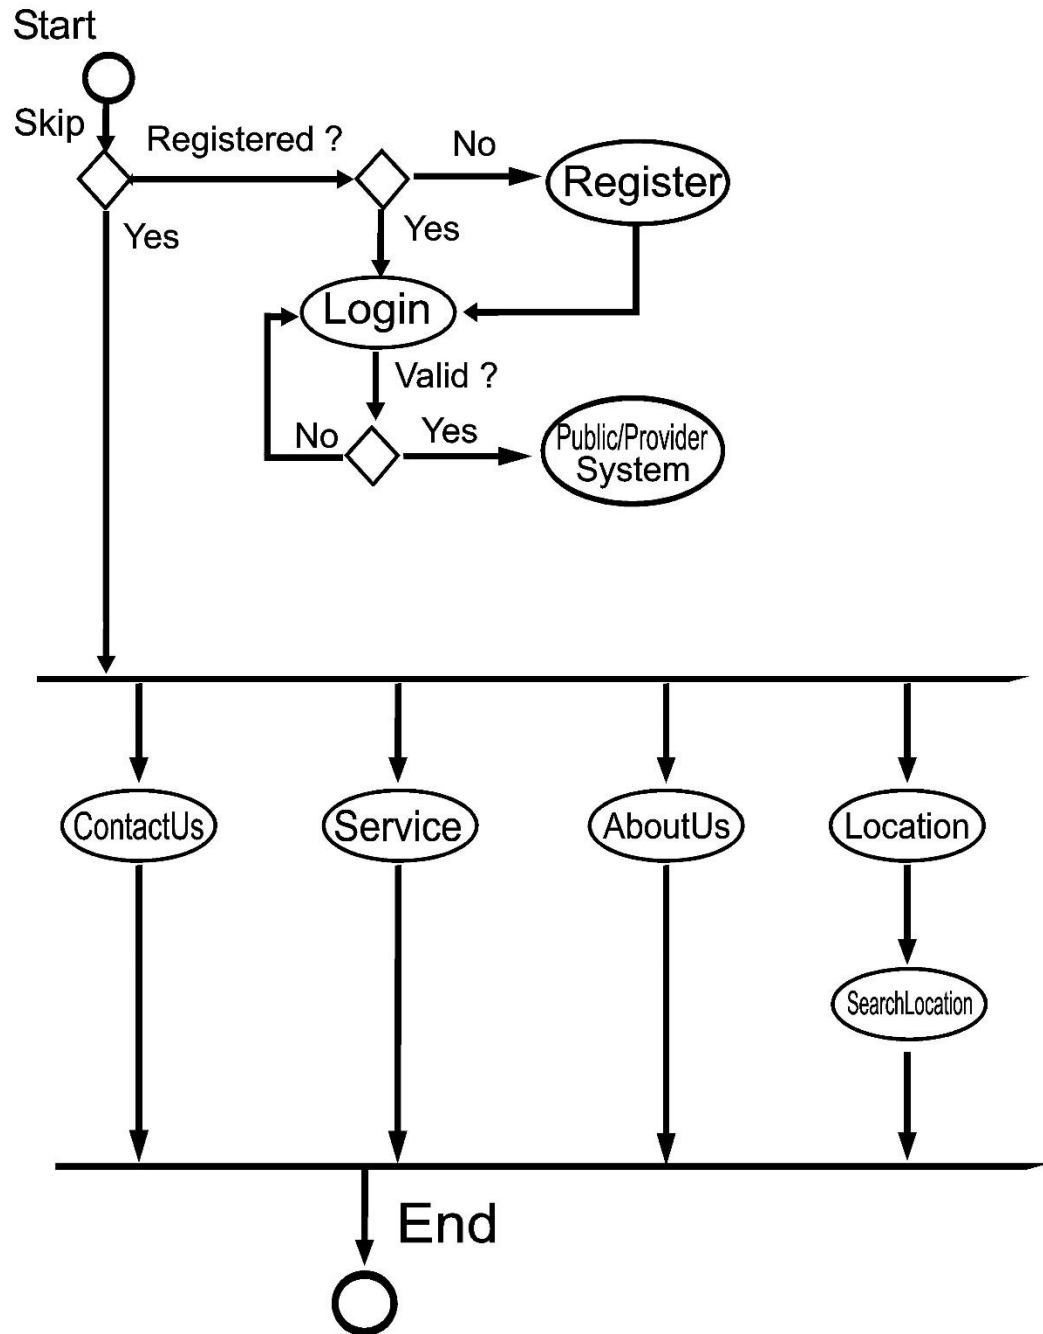 Start
Skip
Registered ?
No
Register
Yes
Yes
Login
Valid ?
No
Yes
Public/Provider
System
ContactUs
Service
AboutUs
Location
SearchLocation
End